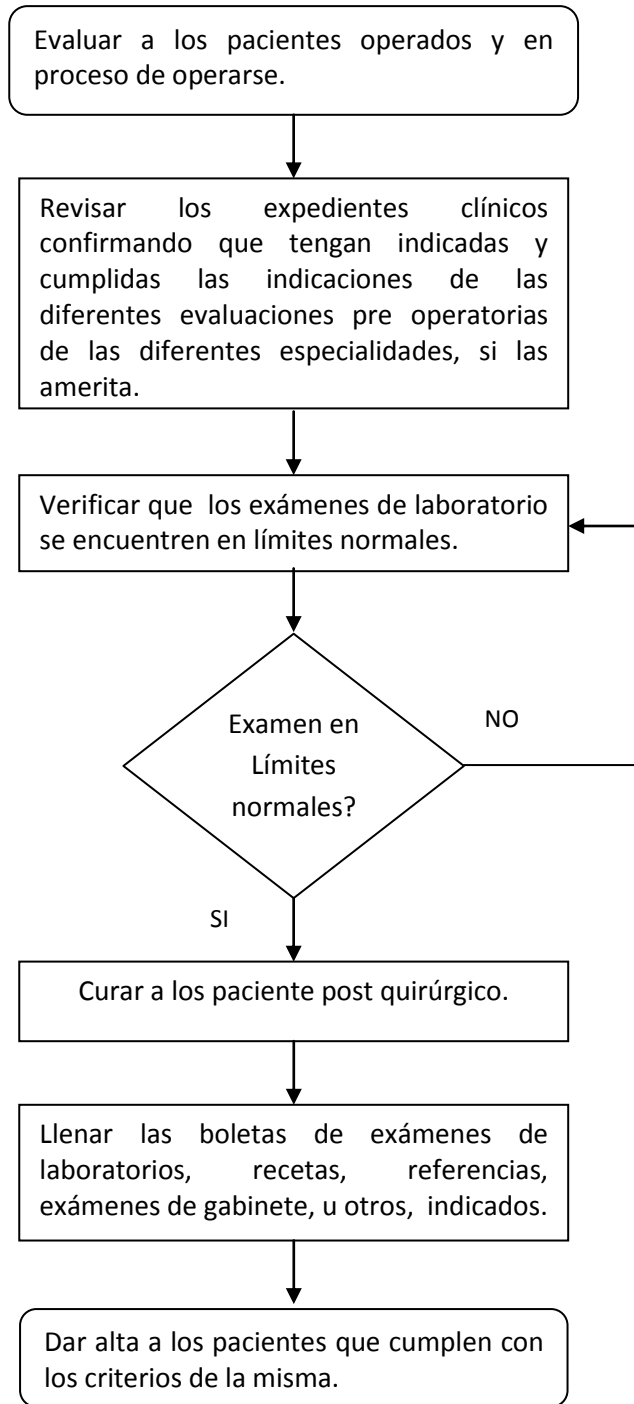 Evaluar a los pacientes operados y en
proceso de operarse.
Revisar los expedientes clínicos
confirmando que tengan indicadas y
cumplidas las indicaciones de las
diferentes evaluaciones pre operatorias
de las diferentes especialidades, si las
amerita.
Verificar que los exámenes de laboratorio
se encuentren en límites normales.
Examen en
Límites
normales?
NO
SI
Curar a los paciente post quirúrgico.
Llenar las boletas de exámenes de
laboratorios, recetas, referencias,
exámenes de gabinete, u otros, indicados.
Dar alta a los pacientes que cumplen con
los criterios de la misma.